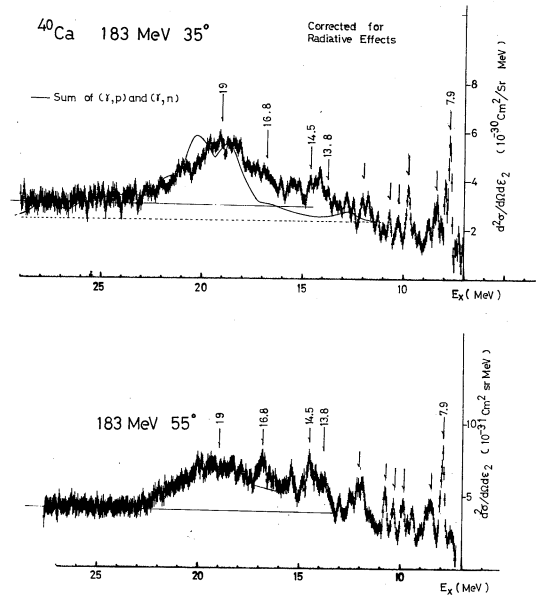 ⁴⁰Ca 183 MeV 35°
Corrected for
Radiative Effects
— Sum of (γ,p) and (γ,n)
19
16.8
14.5
13.8
7.9
8
6
4
2
d²σ/dΩdε₂ (10⁻³⁰Cm²/Sr MeV)
25
20
15
10
Eₓ(MeV)
183 MeV 55°
19
16.8
14.5
13.8
7.9
10
5
d²σ/dΩdε₂ (10⁻³¹Cm²sr MeV)
25
20
15
10
Eₓ(MeV)